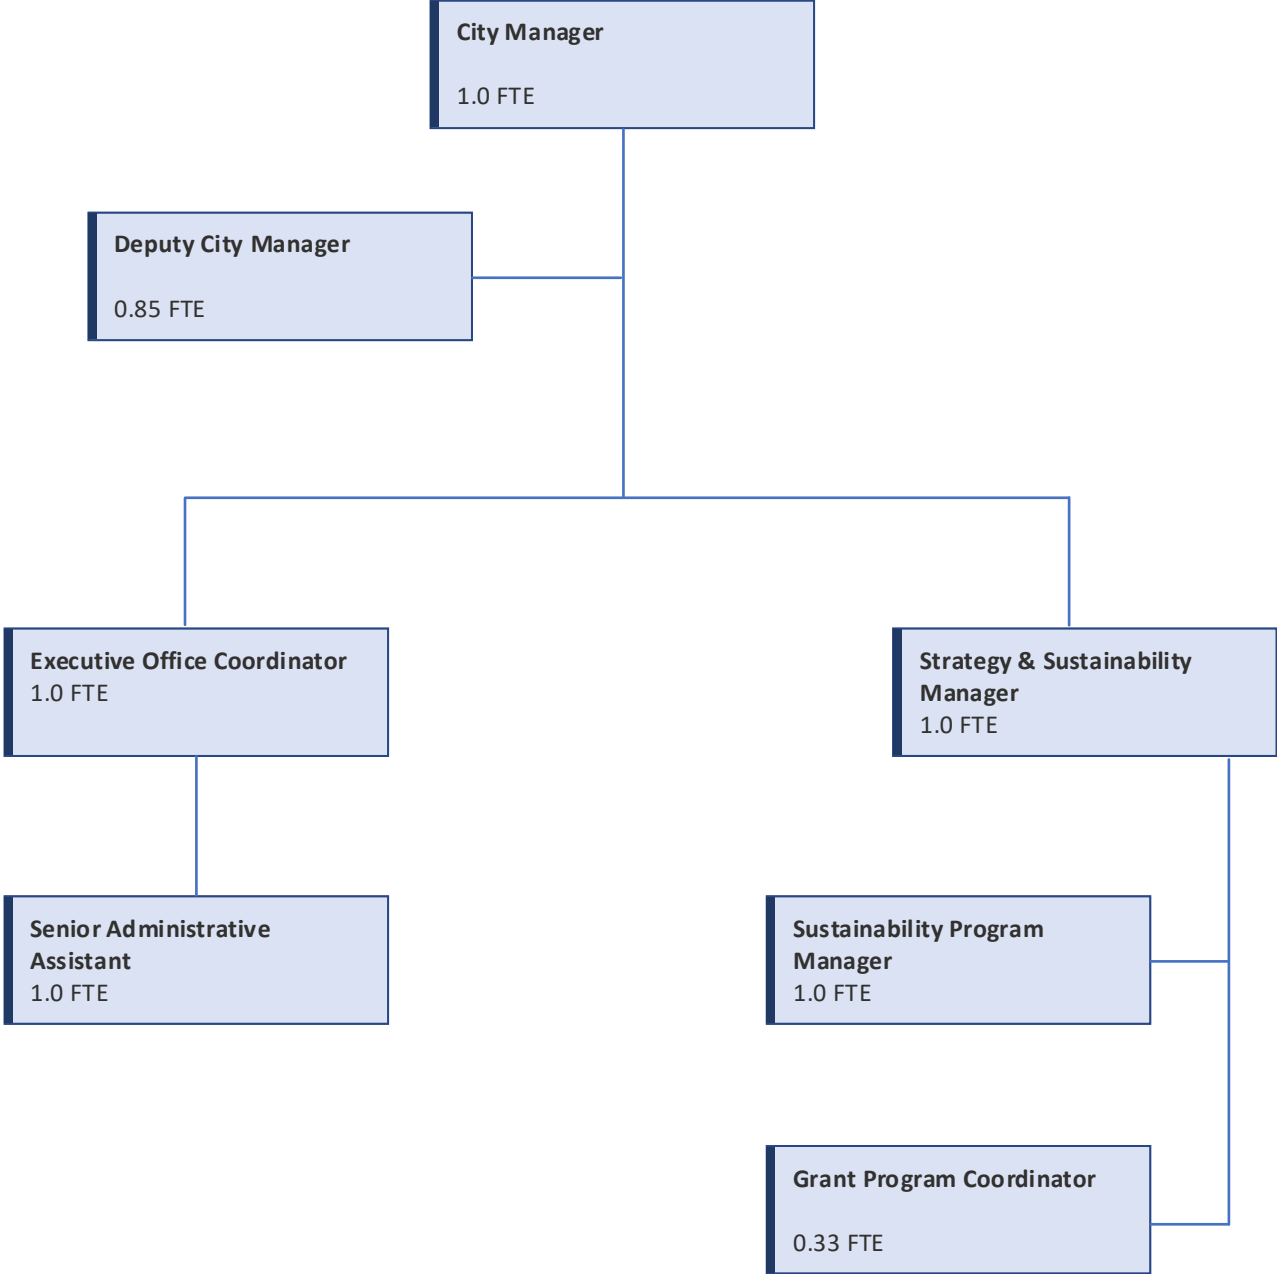 City Manager
1.0 FTE
Deputy City Manager
0.85 FTE
Executive Office Coordinator
1.0 FTE
Strategy & Sustainability
Manager
1.0 FTE
Senior Administrative
Assistant
1.0 FTE
Sustainability Program
Manager
1.0 FTE
Grant Program Coordinator
0.33 FTE